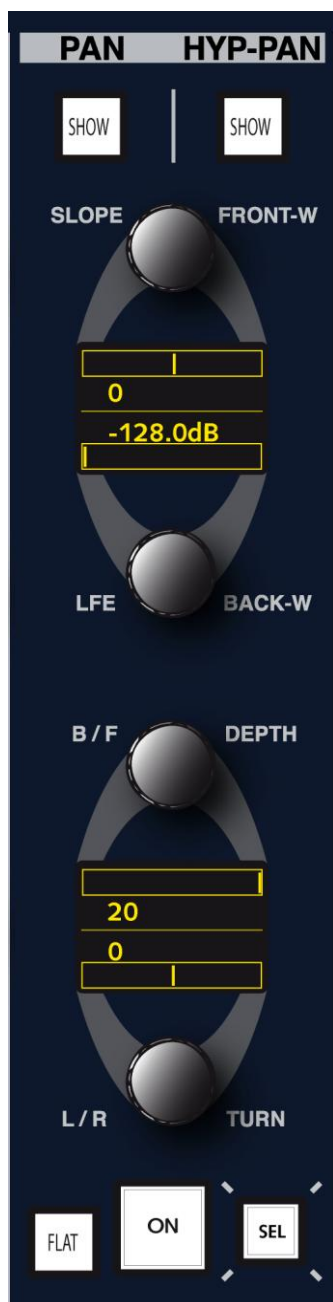 PAN HYP-PAN
SHOW SHOW
SLOPE FRONT-W
0
-128.0dB
LFE BACK-W
B / F DEPTH
20
0
L / R TURN
FLAT ON SEL